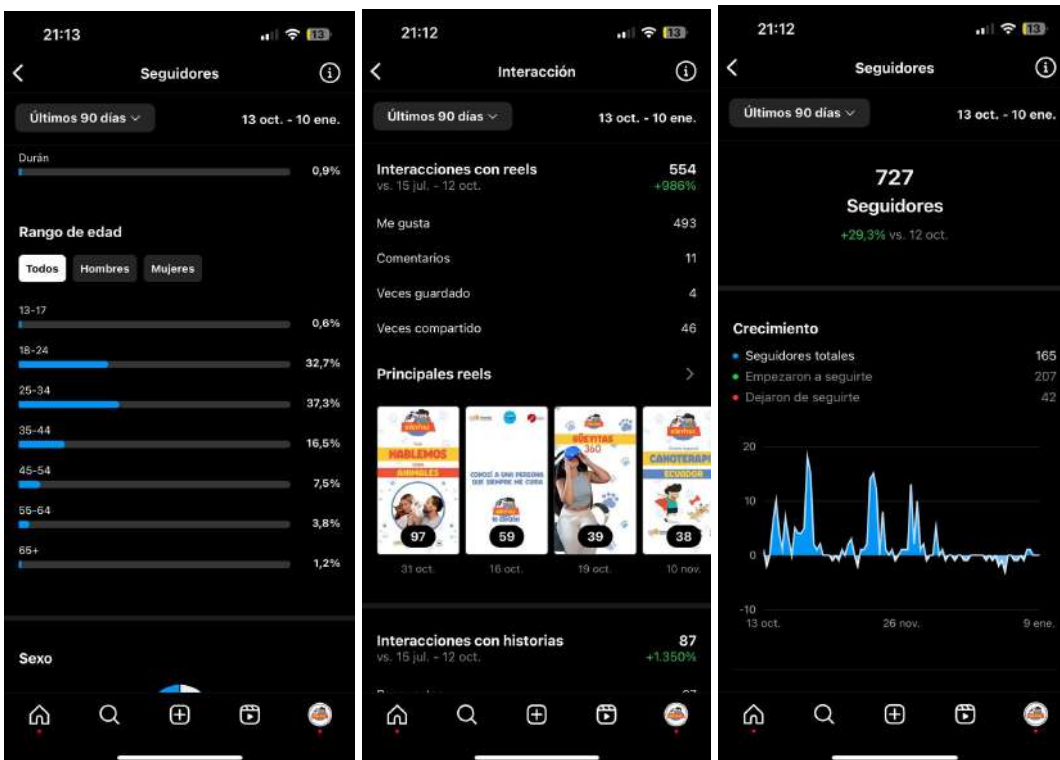 21:13
13
Seguidores
Últimos 90 días
13 oct. - 10 ene.
Durán
0,9%
Rango de edad
Todos
Hombres
Mujeres
13-17
0,6%
18-24
32,7%
25-34
37,3%
35-44
16,5%
45-54
7,5%
55-64
3,8%
65+
1,2%
Sexo
21:12
13
Interacción
Últimos 90 días
13 oct. - 10 ene.
Interacciones con reels
554
vs. 15 jul. - 12 oct.
+986%
Me gusta
493
Comentarios
11
Veces guardado
4
Veces compartido
46
Principales reels
HABLEMOS
ANIMALES
97
31 oct.
CONOCÍ A UNA PERSONA
QUE SIEMPRE ME CUIDA
59
16 oct.
GÜEYITAS
360
39
19 oct.
CANOTERAPI
ECUADOR
38
10 nov.
Interacciones con historias
87
vs. 15 jul. - 12 oct.
+1.350%
21:12
13
Seguidores
Últimos 90 días
13 oct. - 10 ene.
727
Seguidores
+29,3% vs. 12 oct.
Crecimiento
Seguidores totales
165
Empezaron a seguirte
207
Dejaron de seguirte
42
20
10
0
-10
13 oct.
26 nov.
9 ene.